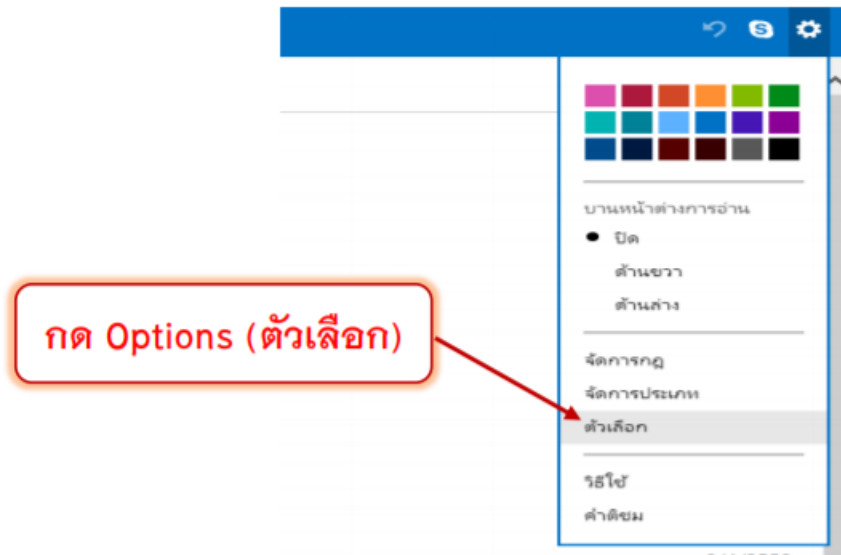 บานหน้าต่างการอ่าน
ปิด
ด้านขวา
ด้านล่าง
กด Options (ตัวเลือก)
จัดการกฎ
จัดการประเภท
ตัวเลือก
วิธีใช้
คำติชม